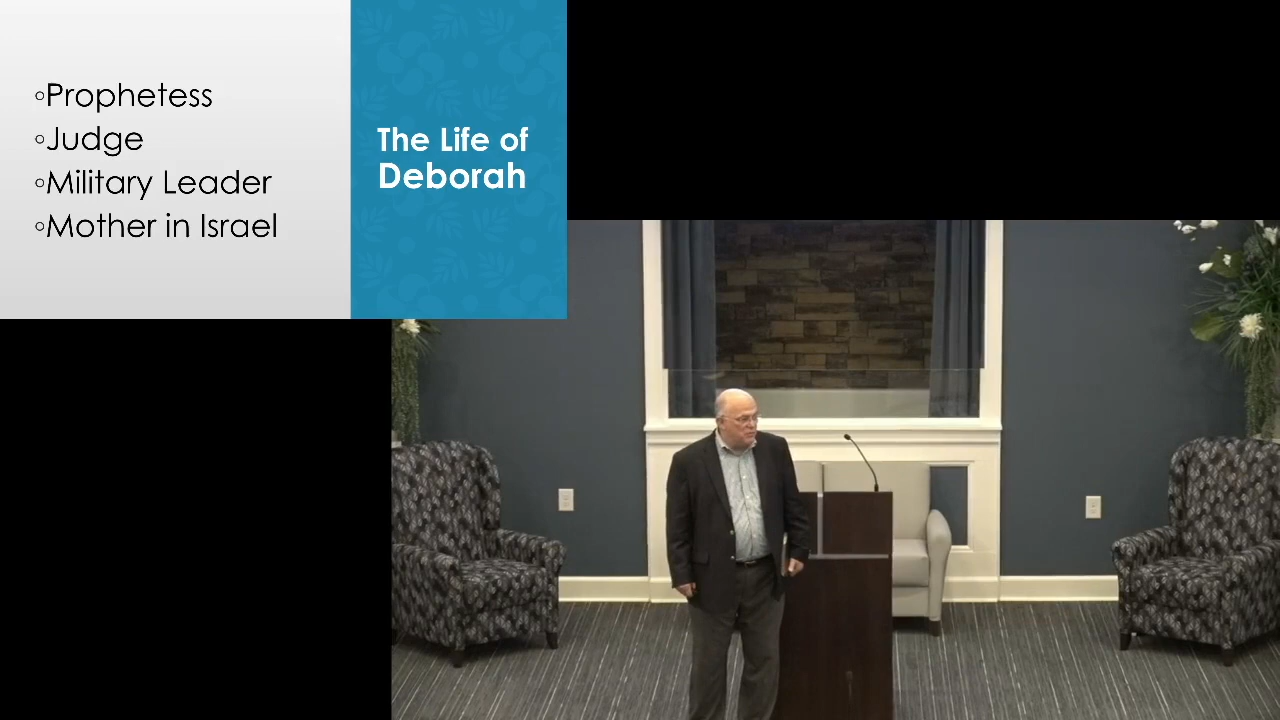 ◦Prophetess
◦Judge
◦Military Leader
◦Mother in Israel
The Life of
Deborah